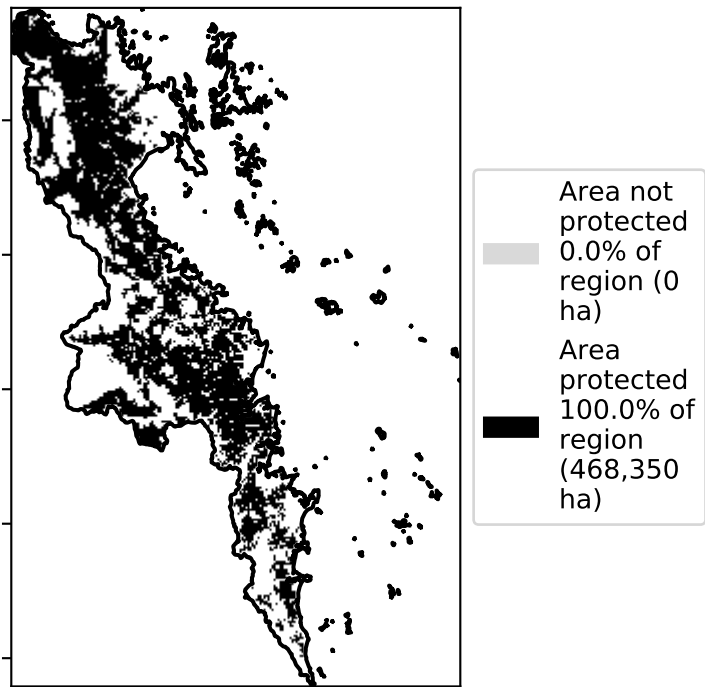 Area not
protected
0.0% of
region (0
ha)
Area
protected
100.0% of
region
(468,350
ha)